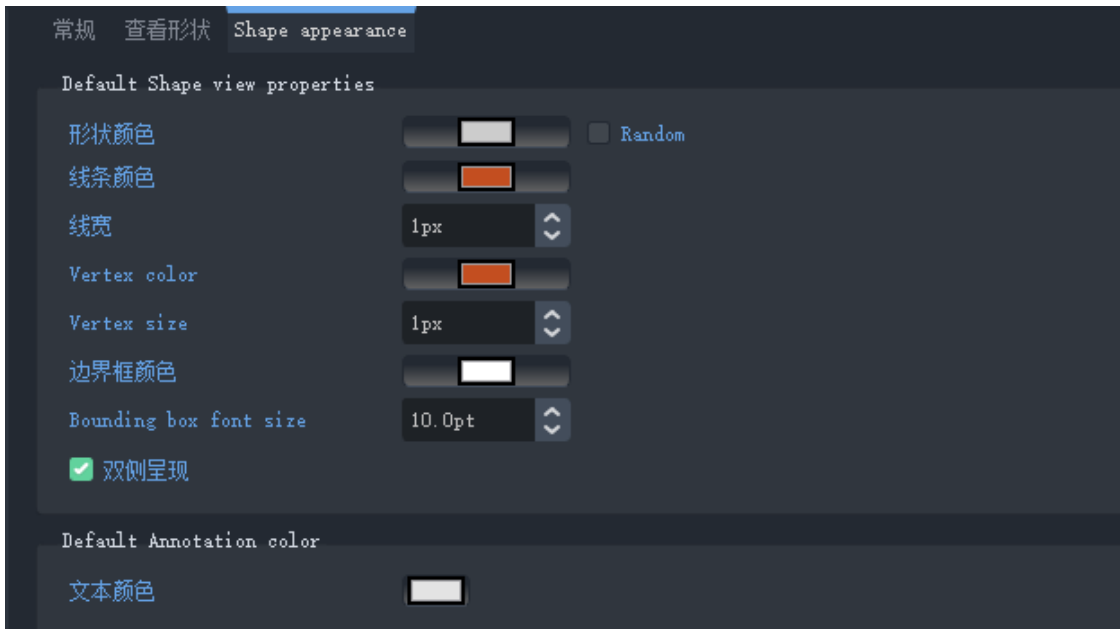 常规 查看形状 Shape appearance
Default Shape view properties
形状颜色 Random
线条颜色
线宽 1px
Vertex color
Vertex size 1px
边界框颜色
Bounding box font size 10.0pt
双侧呈现
Default Annotation color
文本颜色